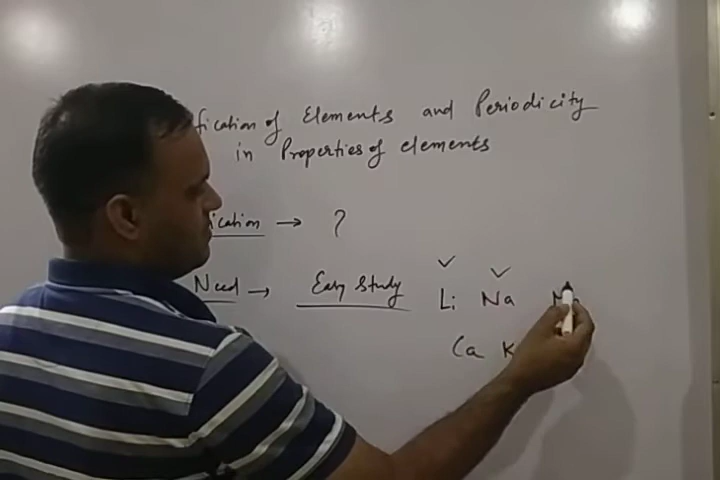 fication of Elements and Periodicity
in Properties of elements
ication → ?
Need → Easy Study Li Na
Ca K